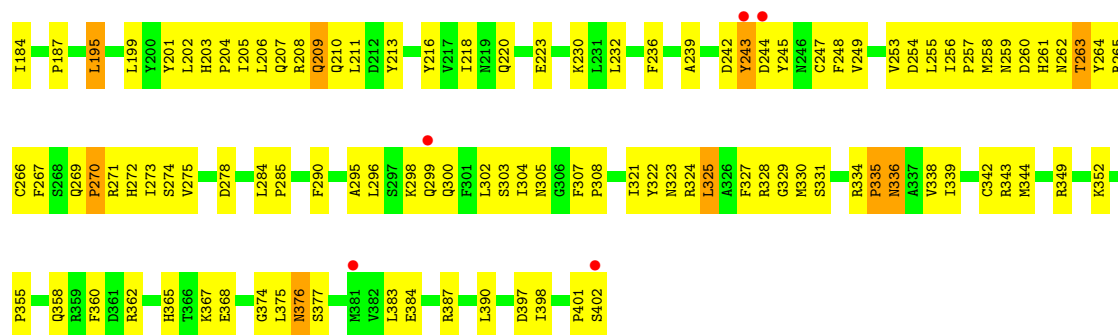 I184 P187 L195 L199 Y200 Y201 L202 H203 P204 I205 L206 Q207 R208 Q209 Q210 L211 D212 Y213 Y216 V217 I218 N219 Q220 E223 K230 L231 L232 F236 A239 D242 Y243 D244 Y245 N246 C247 F248 V249 V253 D254 L255 I256 P257 M258 N259 D260 H261 N262 T263 Y264 R265
C266 F267 S268 Q269 P270 R271 H272 I273 S274 V275 D278 L284 P285 F290 A295 L296 S297 K298 Q299 Q300 F301 L302 S303 I304 N305 G306 F307 P308 I321 Y322 N323 R324 L325 A326 F327 R328 G329 M330 S331 R334 P335 N336 A337 V338 I339 C342 R343 M344 R349 K352
P355 Q358 R359 F360 D361 R362 H365 T366 K367 E368 G374 L375 N376 S377 M381 V382 L383 E384 R387 L390 D397 I398 P401 S402